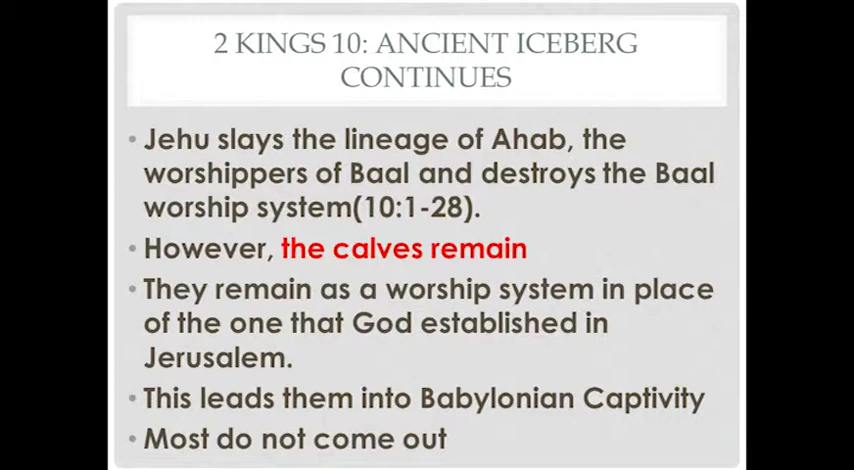 2 KINGS 10: ANCIENT ICEBERG
CONTINUES
• Jehu slays the lineage of Ahab, the
worshippers of Baal and destroys the Baal
worship system(10:1-28).
• However, the calves remain
• They remain as a worship system in place
of the one that God established in
Jerusalem.
• This leads them into Babylonian Captivity
• Most do not come out